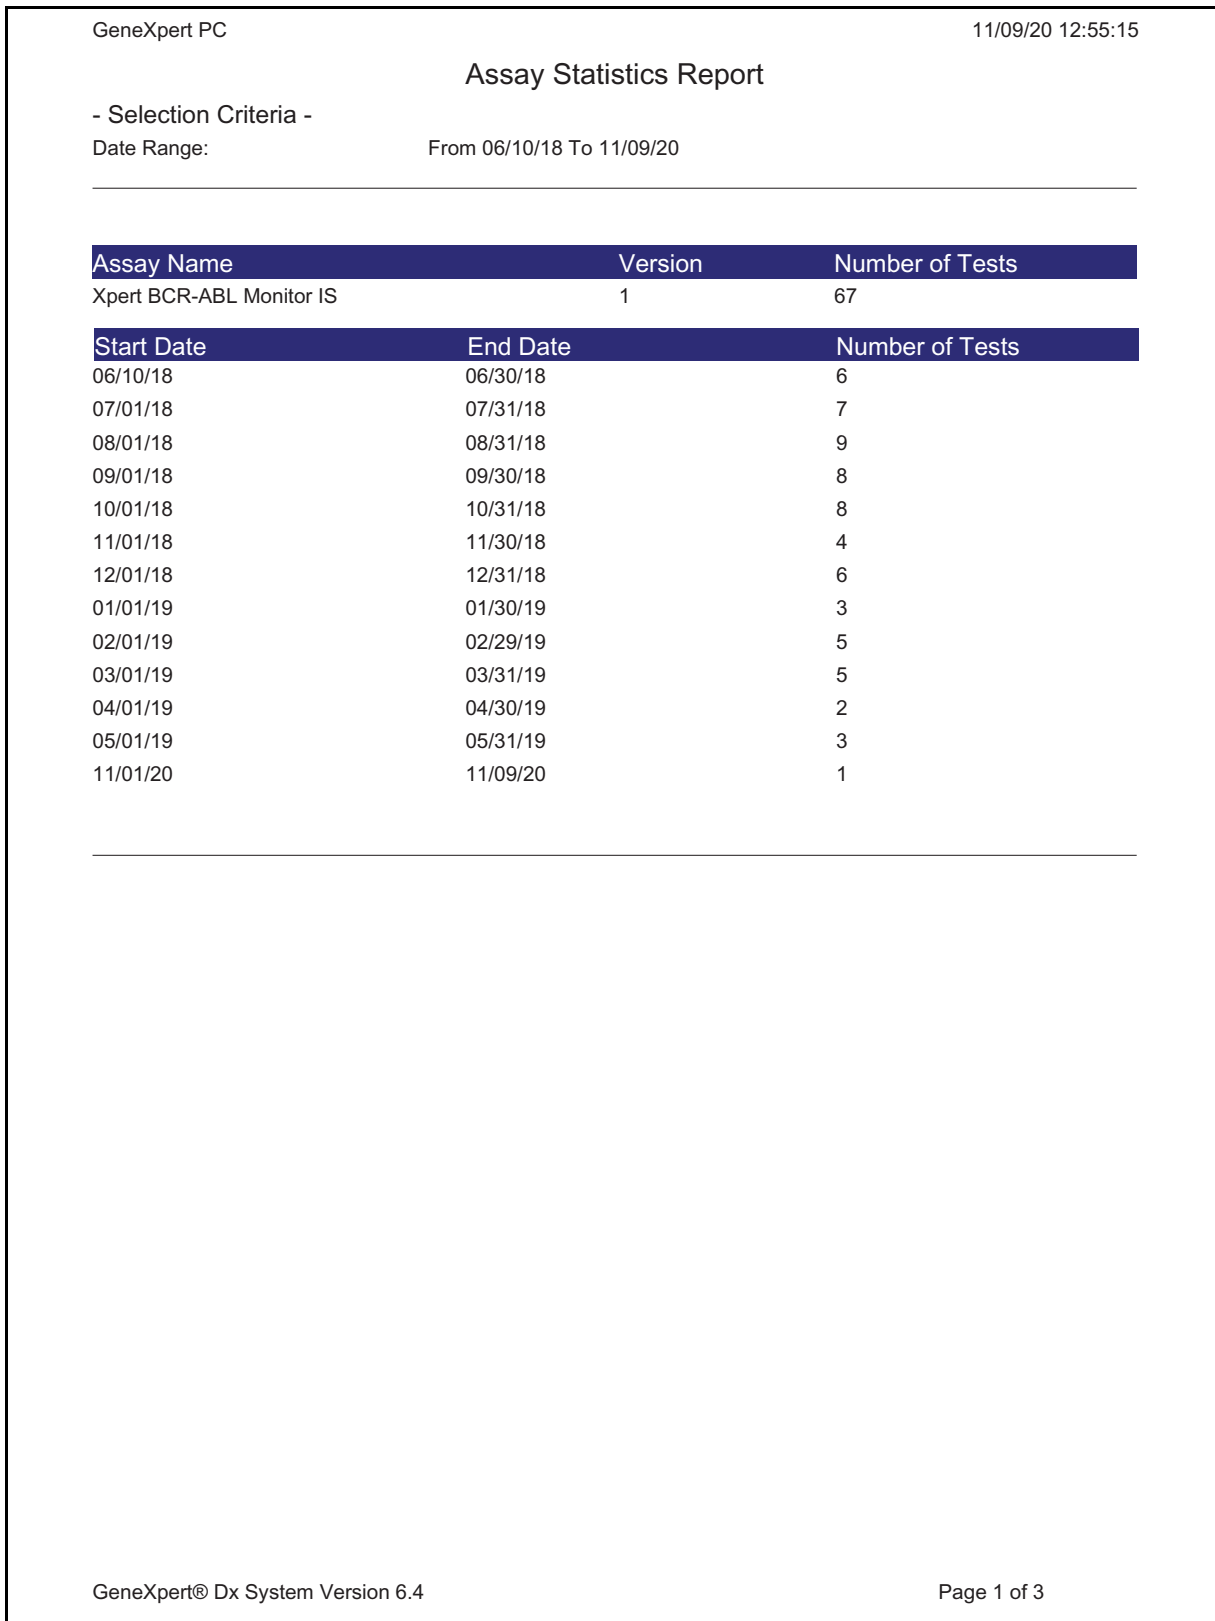 GeneXpert PC 11/09/20 12:55:15
Assay Statistics Report
- Selection Criteria -
Date Range: From 06/10/18 To 11/09/20
Assay Name Version Number of Tests
Xpert BCR-ABL Monitor IS 1 67
Start Date End Date Number of Tests
06/10/18 06/30/18 6
07/01/18 07/31/18 7
08/01/18 08/31/18 9
09/01/18 09/30/18 8
10/01/18 10/31/18 8
11/01/18 11/30/18 4
12/01/18 12/31/18 6
01/01/19 01/30/19 3
02/01/19 02/29/19 5
03/01/19 03/31/19 5
04/01/19 04/30/19 2
05/01/19 05/31/19 3
11/01/20 11/09/20 1
GeneXpert® Dx System Version 6.4 Page 1 of 3